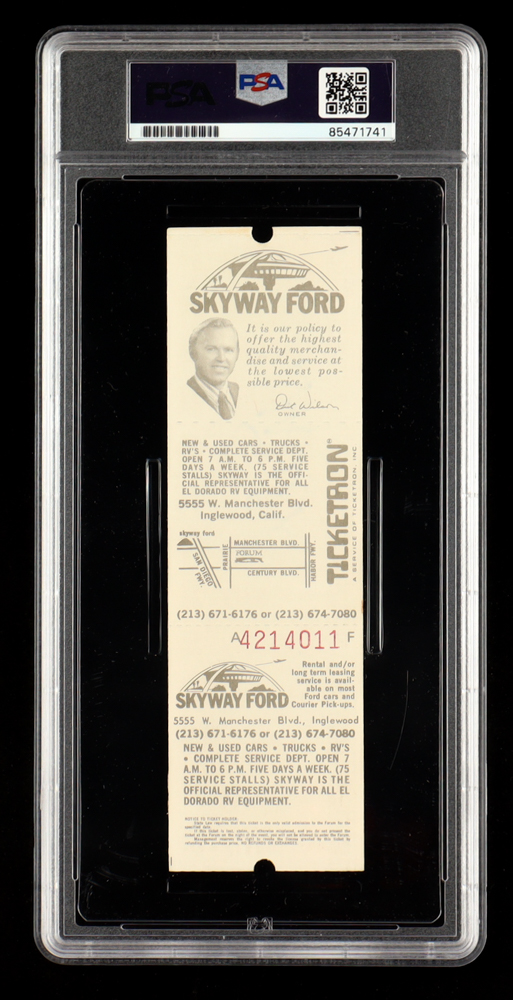 PSA
PSA
85471741
SKYWAY FORD
It is our policy to
offer the highest
quality merchan-
dise and service at
the lowest pos-
sible price.
OWNER
NEW & USED CARS • TRUCKS •
RV'S • COMPLETE SERVICE DEPT.
OPEN 7 A.M. TO 6 P.M. FIVE
DAYS A WEEK. (75 SERVICE
STALLS) SKYWAY IS THE OFFI-
CIAL REPRESENTATIVE FOR ALL
EL DORADO RV EQUIPMENT.
5555 W. Manchester Blvd.
Inglewood, Calif.
TICKETRON®
A SERVICE OF TICKETRON INC
skyway ford
SAN DIEGO FWY.
PRAIRIE
MANCHESTER BLVD.
FORUM
CENTURY BLVD.
HARBOR FWY.
(213) 671-6176 or (213) 674-7080
A4214011 F
SKYWAY FORD
Rental and/or
long term leasing
service is avail-
able on most
Ford cars and
Courier Pick-ups.
5555 W. Manchester Blvd., Inglewood
(213) 671-6176 or (213) 674-7080
NEW & USED CARS • TRUCKS • RV'S
• COMPLETE SERVICE DEPT. OPEN 7
A.M. TO 6 P.M. FIVE DAYS A WEEK. (75
SERVICE STALLS) SKYWAY IS THE
OFFICIAL REPRESENTATIVE FOR ALL EL
DORADO RV EQUIPMENT.
NOTICE TO TICKET HOLDER: